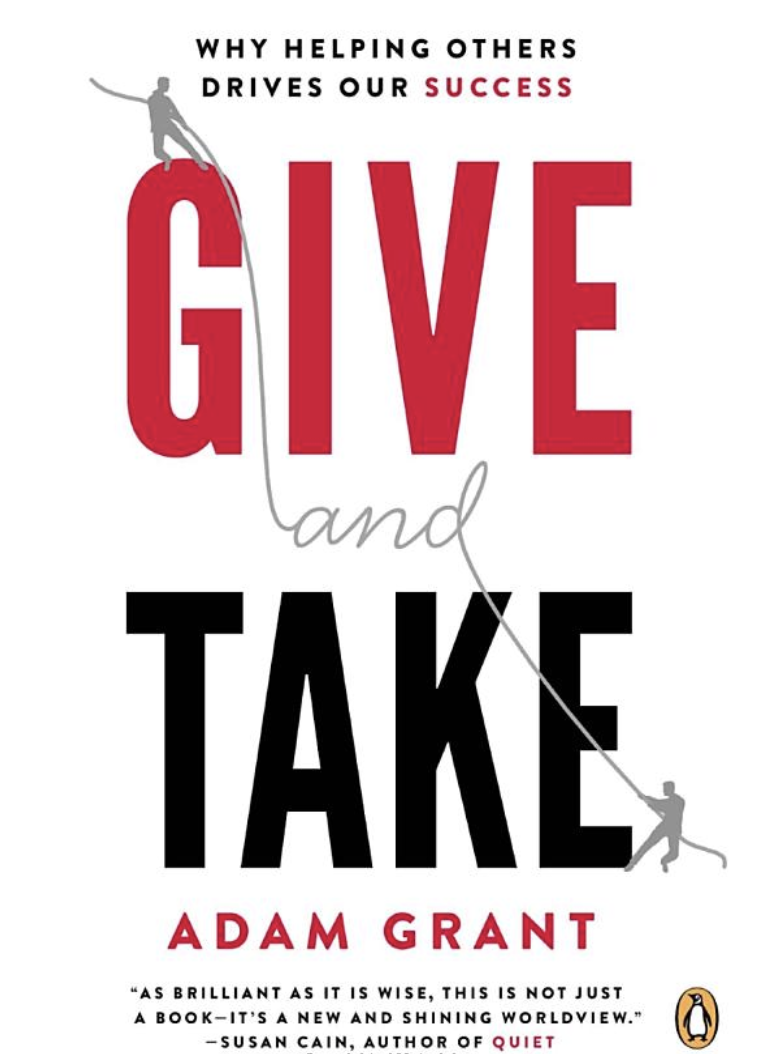 WHY HELPING OTHERS
DRIVES OUR SUCCESS
GIVE
and
TAKE
ADAM GRANT
“AS BRILLIANT AS IT IS WISE, THIS IS NOT JUST
A BOOK—IT’S A NEW AND SHINING WORLDVIEW.”
—SUSAN CAIN, AUTHOR OF QUIET